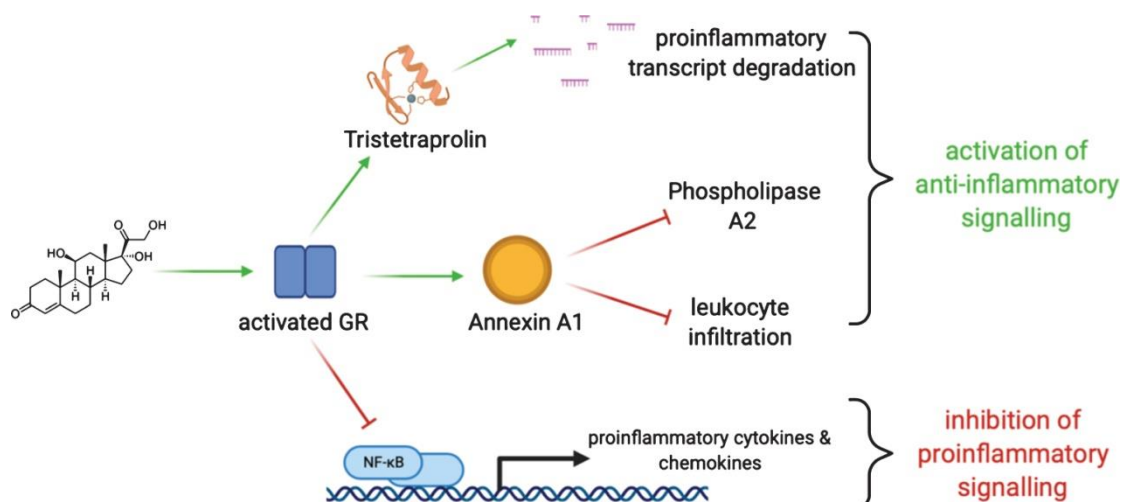 proinflammatory
transcript degradation
Tristetraprolin
activation of
anti-inflammatory
signalling
Phospholipase
A2
O
OH
HO
OH
H
H
H
O
activated GR
Annexin A1
leukocyte
infiltration
NF-κB
proinflammatory cytokines &
chemokines
inhibition of
proinflammatory
signalling